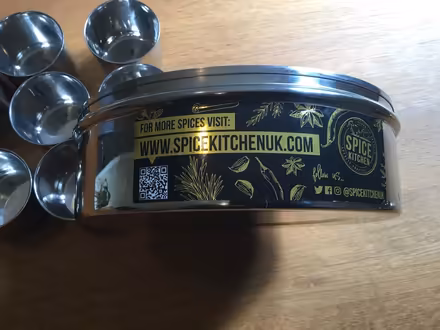 FOR MORE SPICES VISIT:
WWW.SPICEKITCHENUK.COM
SPICE
KITCHEN
follow us...
@SPICEKITCHENUK